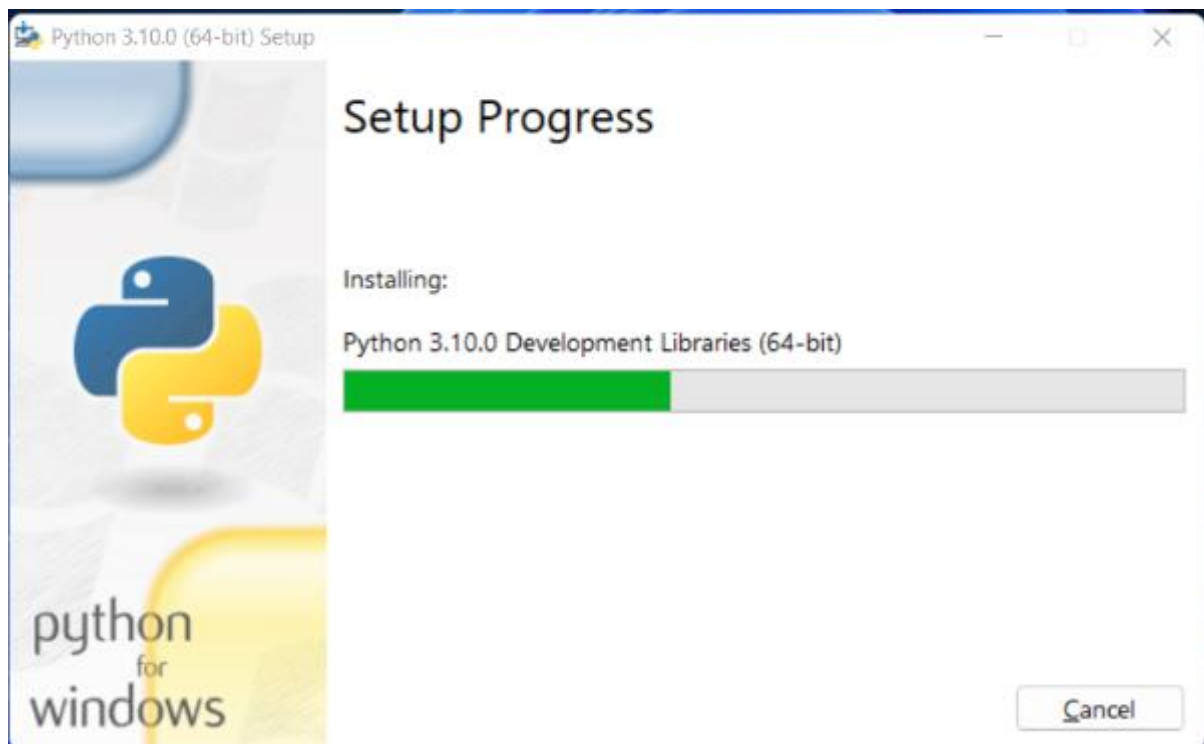 Python 3.10.0 (64-bit) Setup
Setup Progress
Installing:
Python 3.10.0 Development Libraries (64-bit)
python
for
windows
Cancel